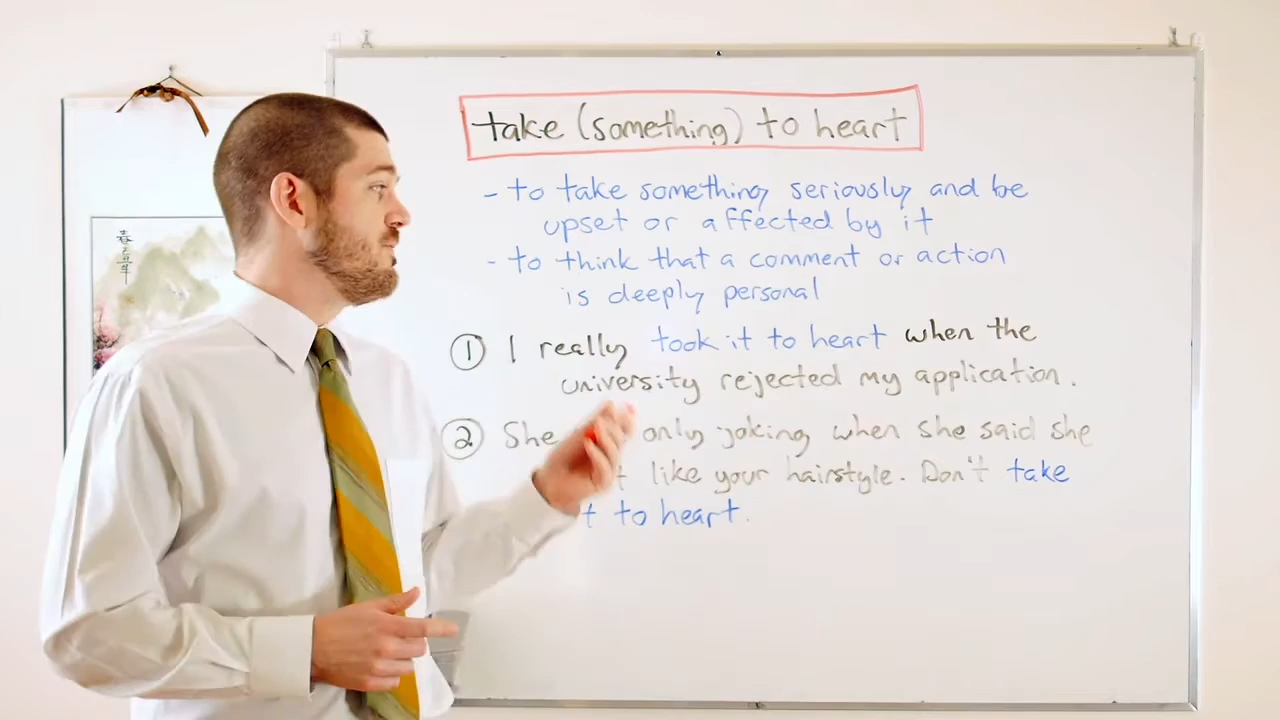 take (something) to heart
- to take something seriously and be
upset or affected by it
- to think that a comment or action
is deeply personal
① I really took it to heart when the
university rejected my application.
② She only joking when she said she
like your hairstyle. Don't take
to heart.